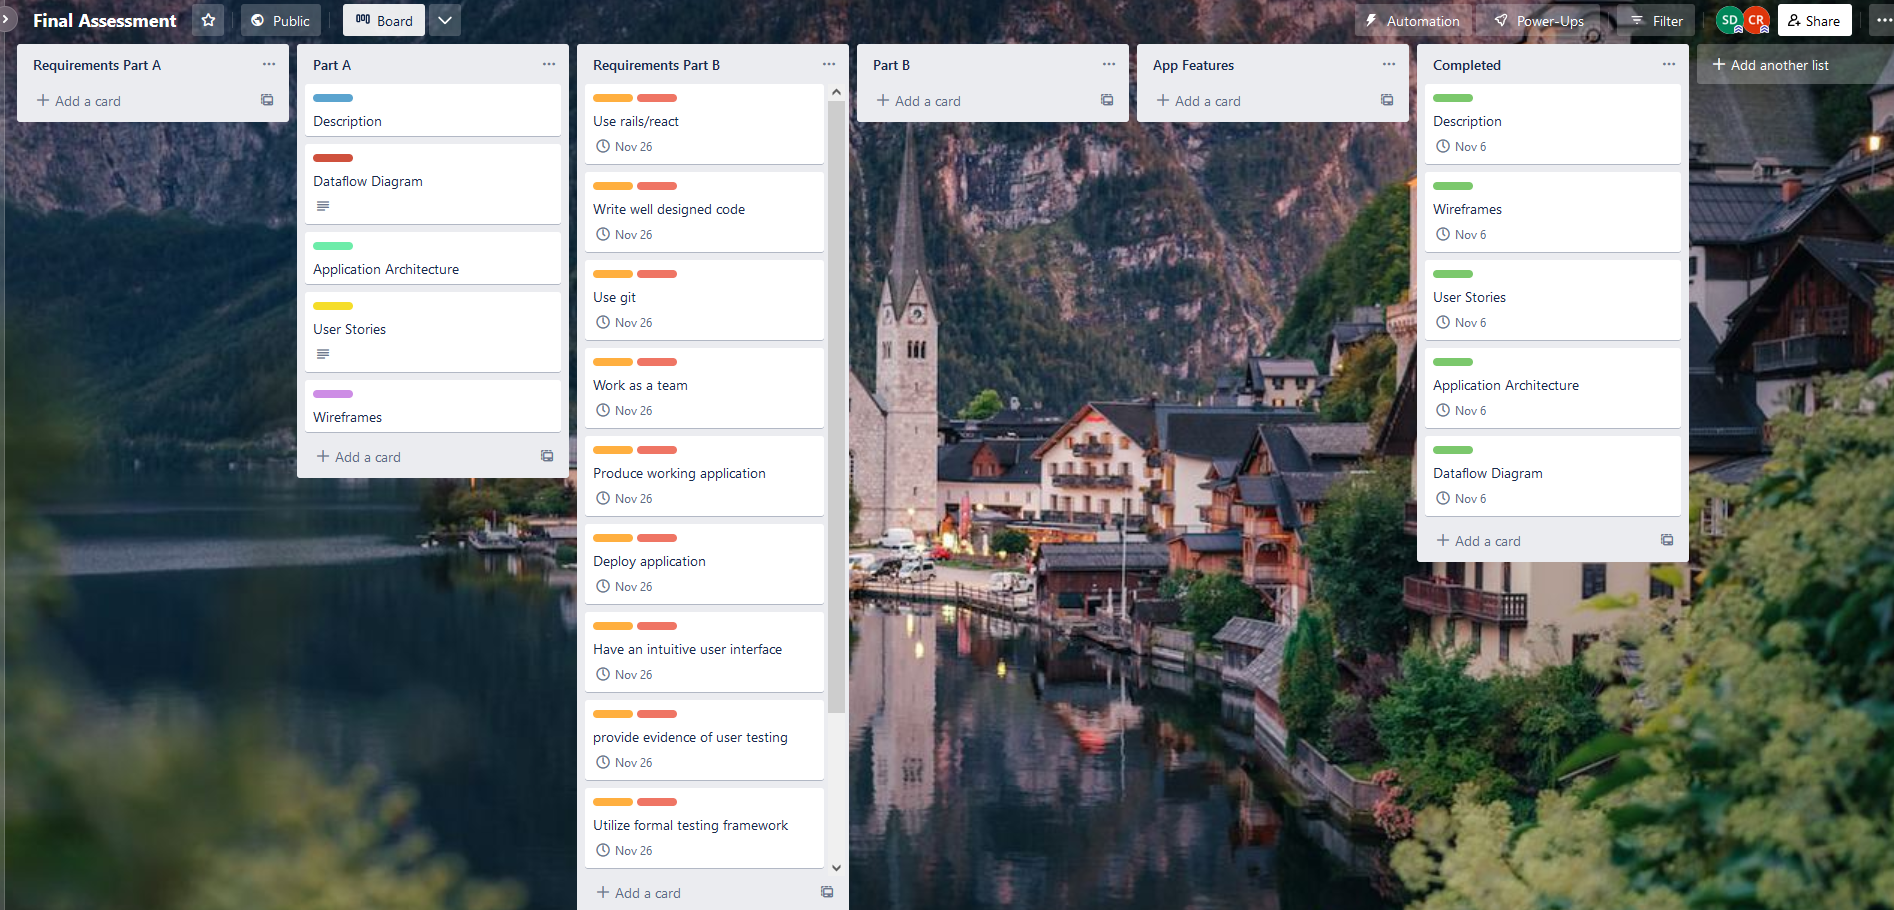 Final Assessment
Public
Board
Automation
Power-Ups
Filter
SD
CR
Share
Requirements Part A
Add a card
Part A
Description
Dataflow Diagram
Application Architecture
User Stories
Wireframes
Add a card
Requirements Part B
Use rails/react
Nov 26
Write well designed code
Nov 26
Use git
Nov 26
Work as a team
Nov 26
Produce working application
Nov 26
Deploy application
Nov 26
Have an intuitive user interface
Nov 26
provide evidence of user testing
Nov 26
Utilize formal testing framework
Nov 26
Add a card
Part B
Add a card
App Features
Add a card
Completed
Description
Nov 6
Wireframes
Nov 6
User Stories
Nov 6
Application Architecture
Nov 6
Dataflow Diagram
Nov 6
Add a card
Add another list